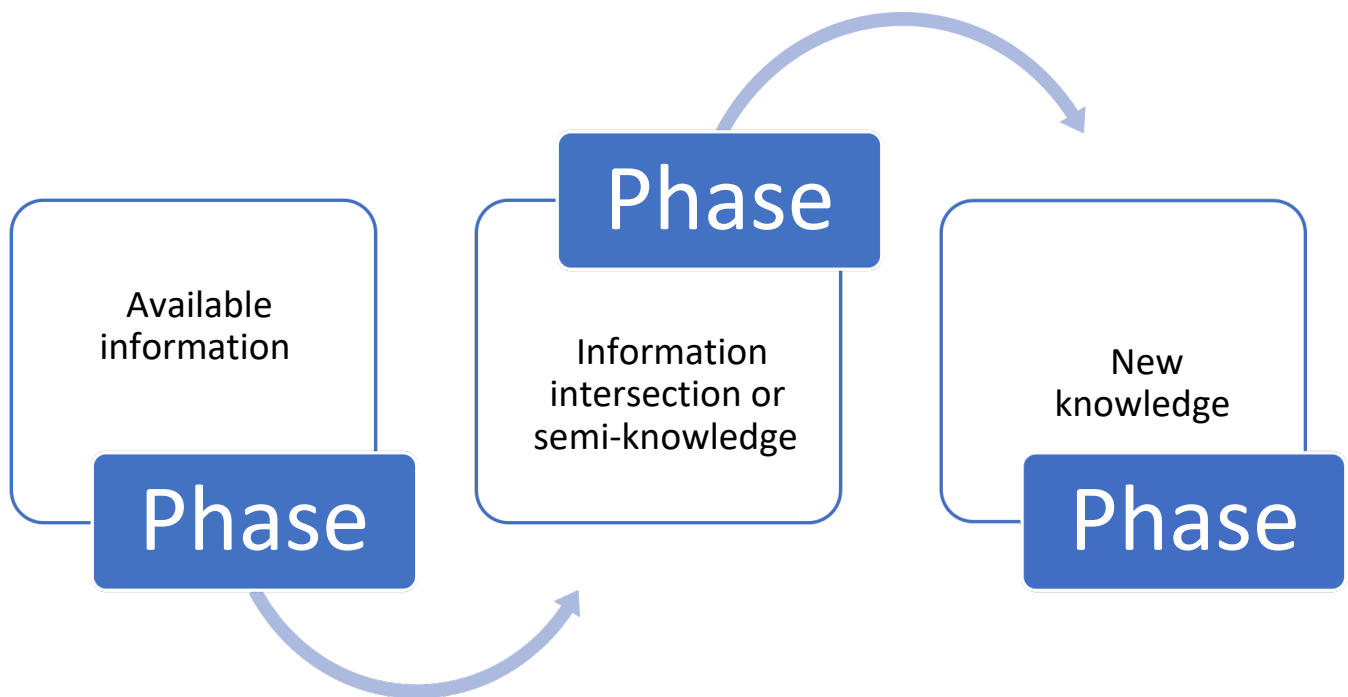 Available
information
Phase
Phase
Information
intersection or
semi-knowledge
New
knowledge
Phase